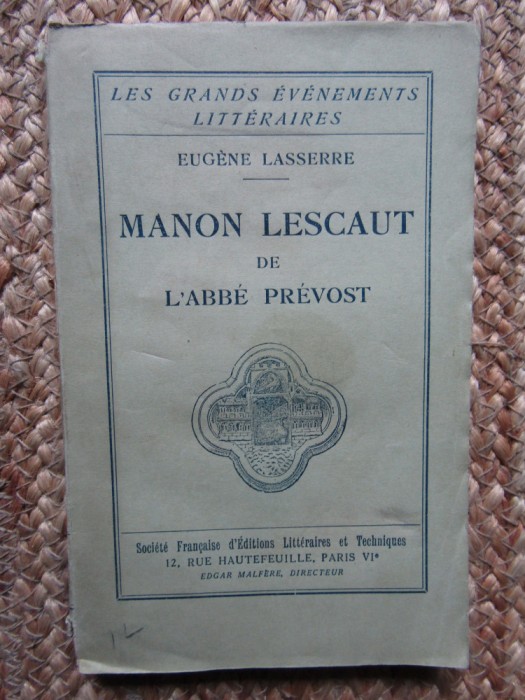 LES GRANDS ÉVÉNEMENTS
LITTÉRAIRES
EUGÈNE LASSERRE
MANON LESCAUT
DE
L'ABBÉ PRÉVOST
Société Française d'Éditions Littéraires et Techniques
12, RUE HAUTEFEUILLE, PARIS VIe
EDGAR MALFÈRE, DIRECTEUR